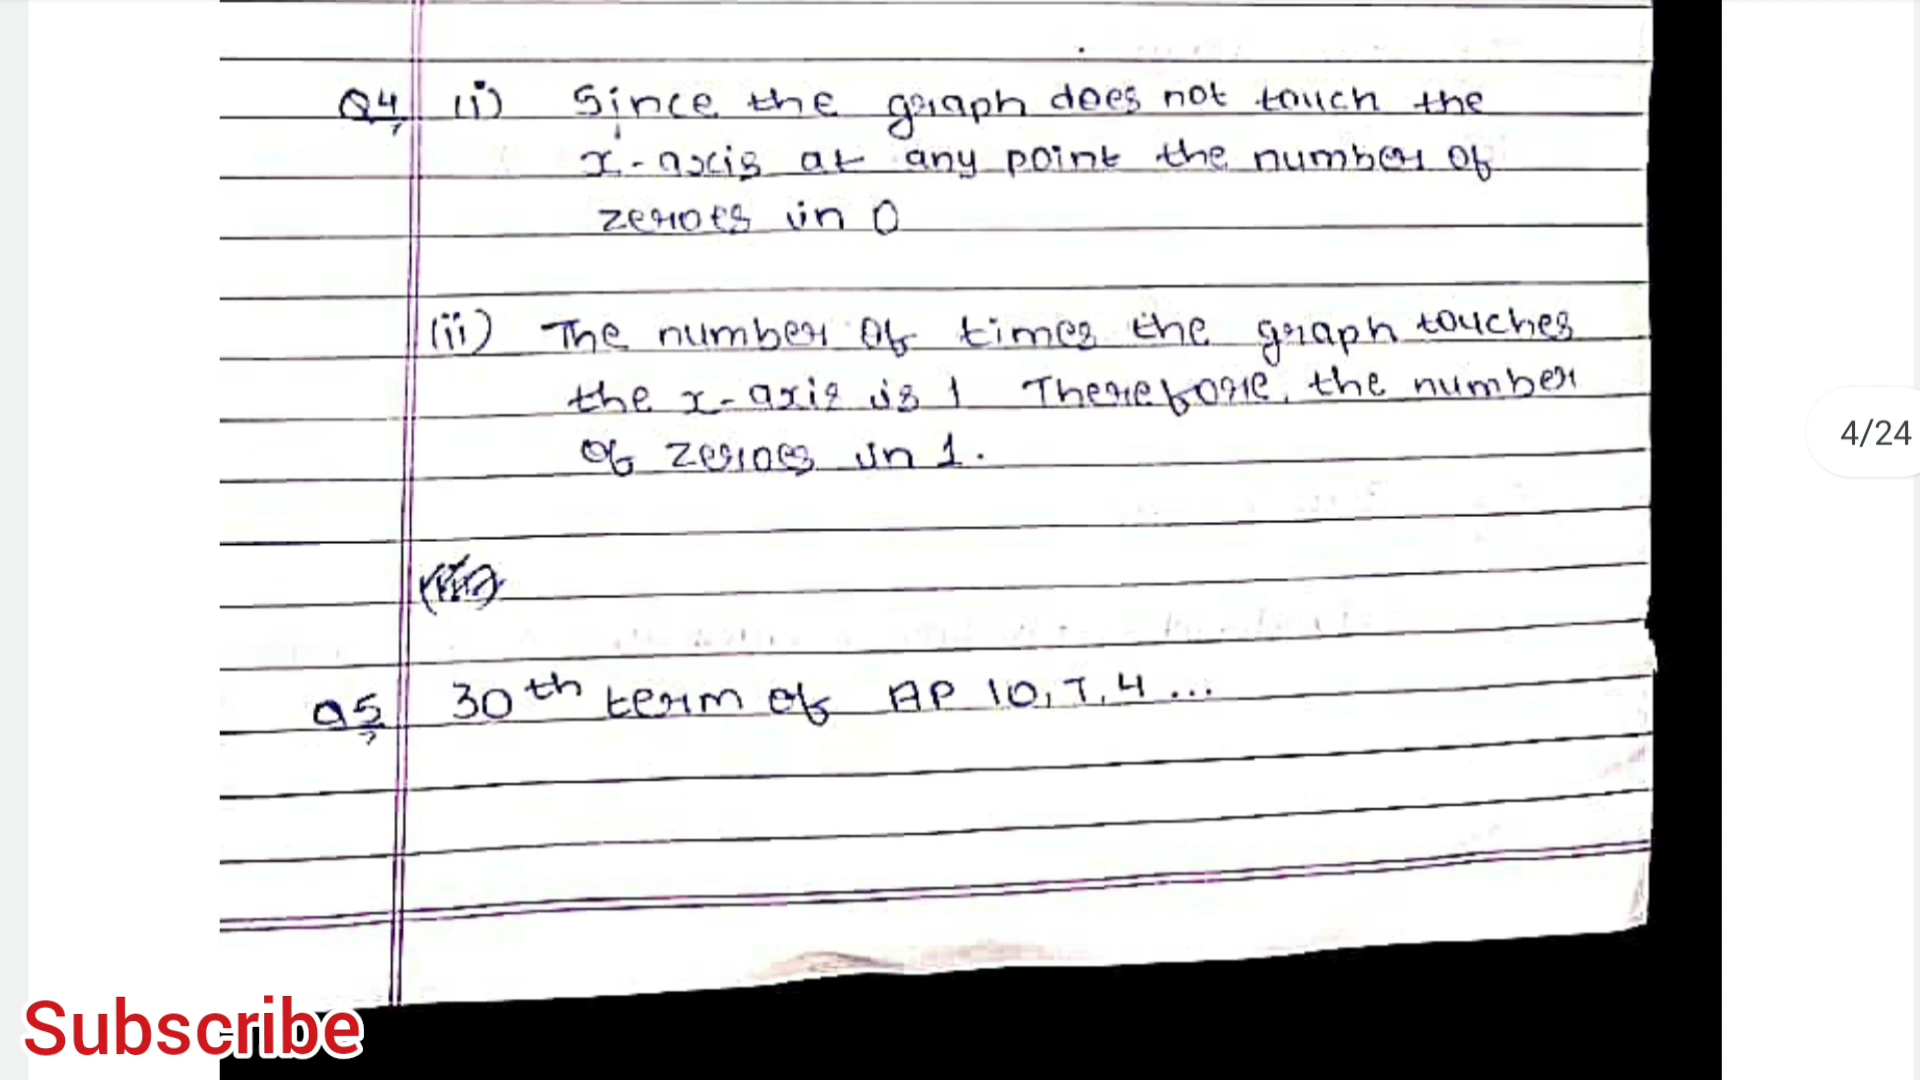 Q4, (i) Since the graph does not touch the
x-axis at any point the number of
zeroes in 0
(ii) The number of times the graph touches
the x-axis is 1 Therefore, the number
of zeroes in 1.
Q5, 30th term of AP 10, 7, 4 ...
4/24
Subscribe